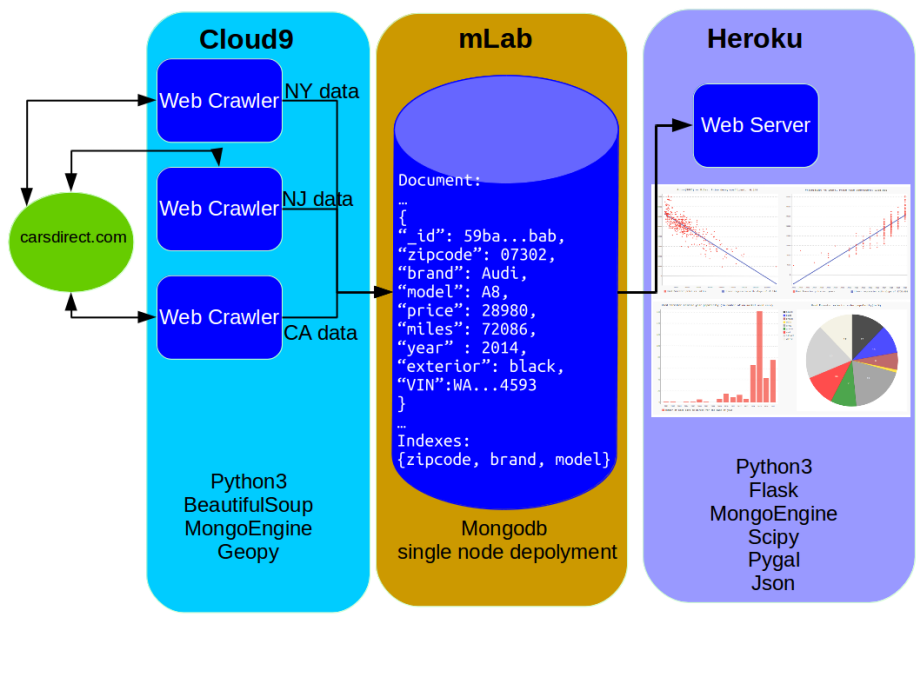 Cloud9
mLab
Heroku
carsdirect.com
Web Crawler
NY data
Web Crawler
NJ data
Web Crawler
CA data
Python3
BeautifulSoup
MongoEngine
Geopy
Document:
…
{
“_id”: 59ba...bab,
“zipcode”: 07302,
“brand”: Audi,
“model”: A8,
“price”: 28980,
“miles”: 72086,
“year” : 2014,
“exterior”: black,
“VIN”:WA...4593
}
…
Indexes:
{zipcode, brand, model}
Mongodb
single node depolyment
Web Server
Python3
Flask
MongoEngine
Scipy
Pygal
Json